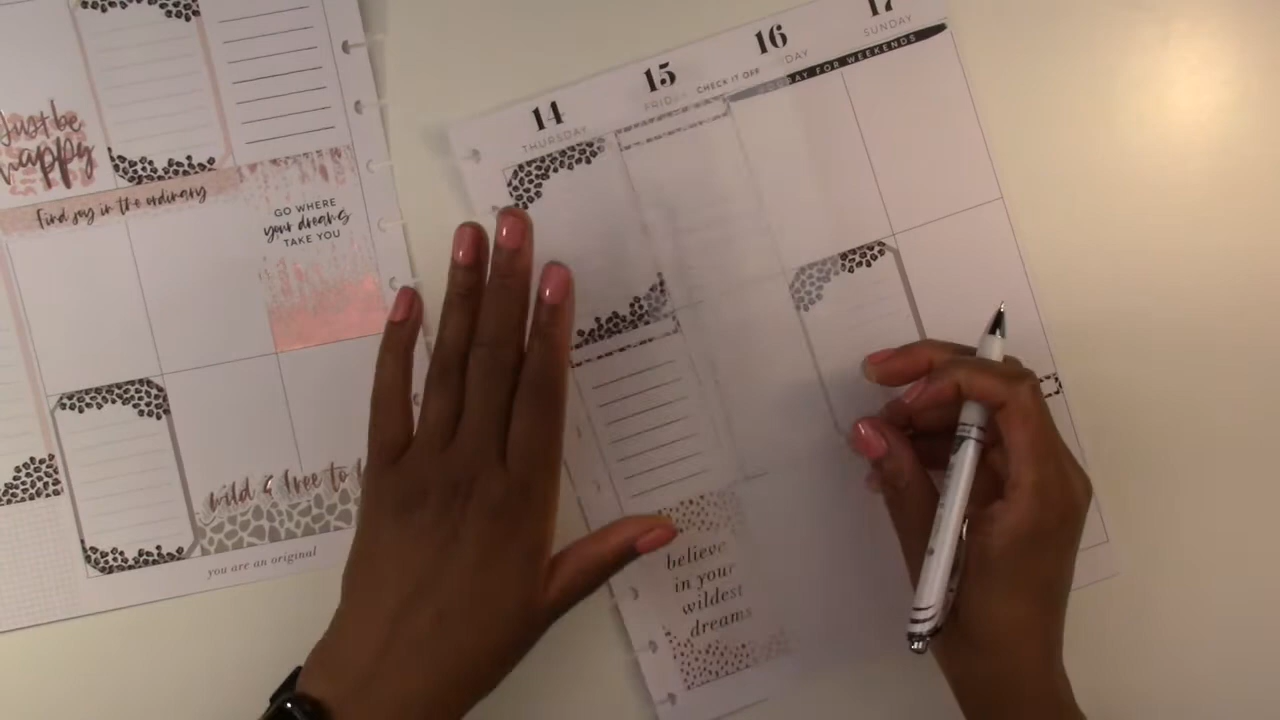 Just be
happy
Find joy in the ordinary
GO WHERE
your dreams
TAKE YOU
wild & free to
you are an original
14
THURSDAY
15
CHECK IT OFF
16
17
SUNDAY
FOR WEEKENDS
believe
in your
wildest
dreams